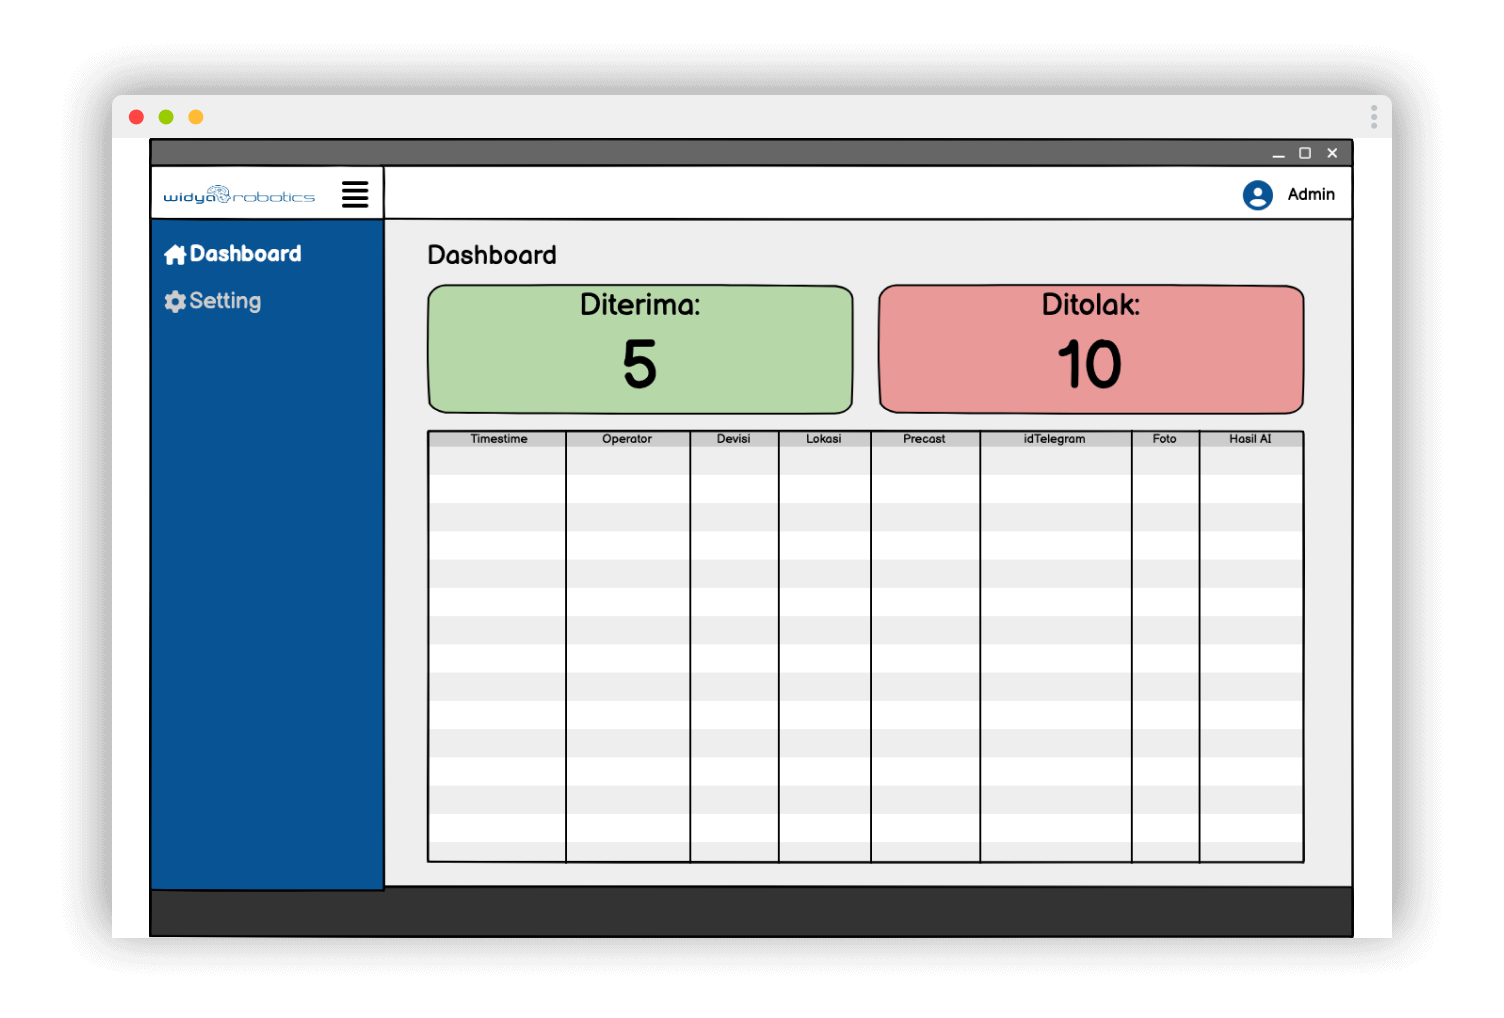 widya robotics
Admin
Dashboard
Setting
Dashboard
Diterima:
5
Ditolak:
10
Timestime Operator Devisi Lokasi Precast idTelegram Foto Hasil AI